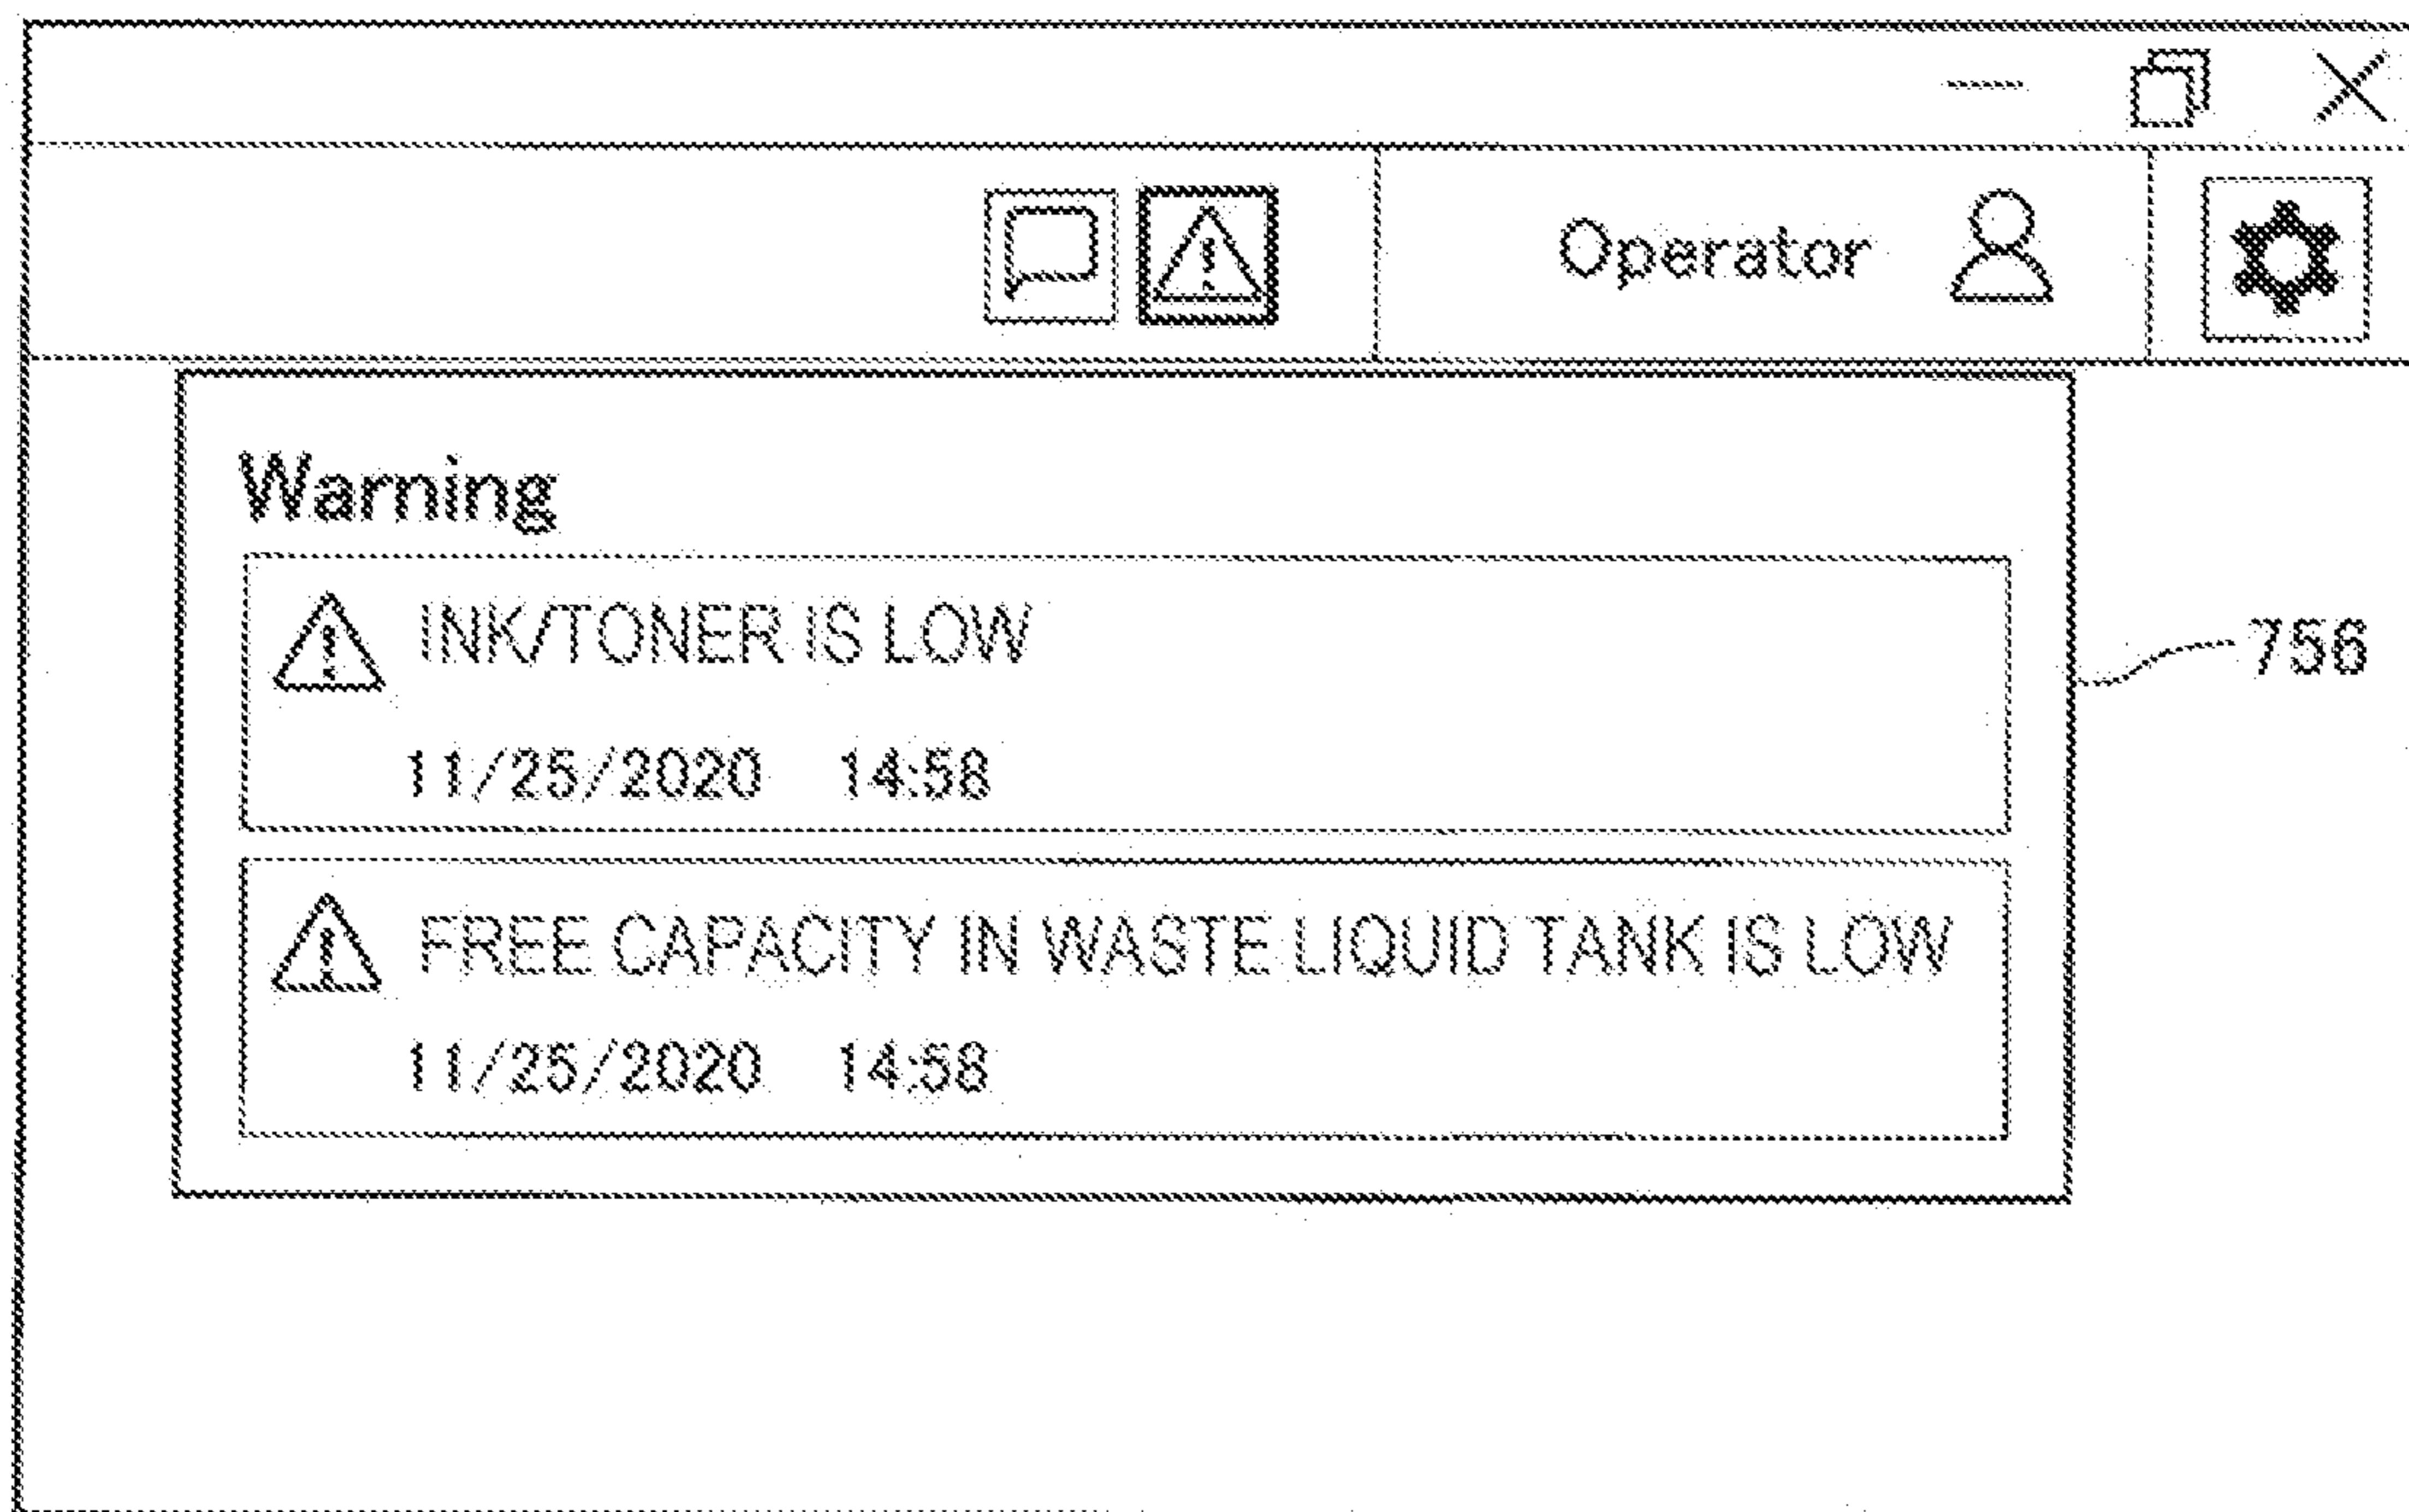 Operator
Warning
INK/TONER IS LOW
756
11/25/2020 14:58
FREE CAPACITY IN WASTE LIQUID TANK IS LOW
11/25/2020 14:58